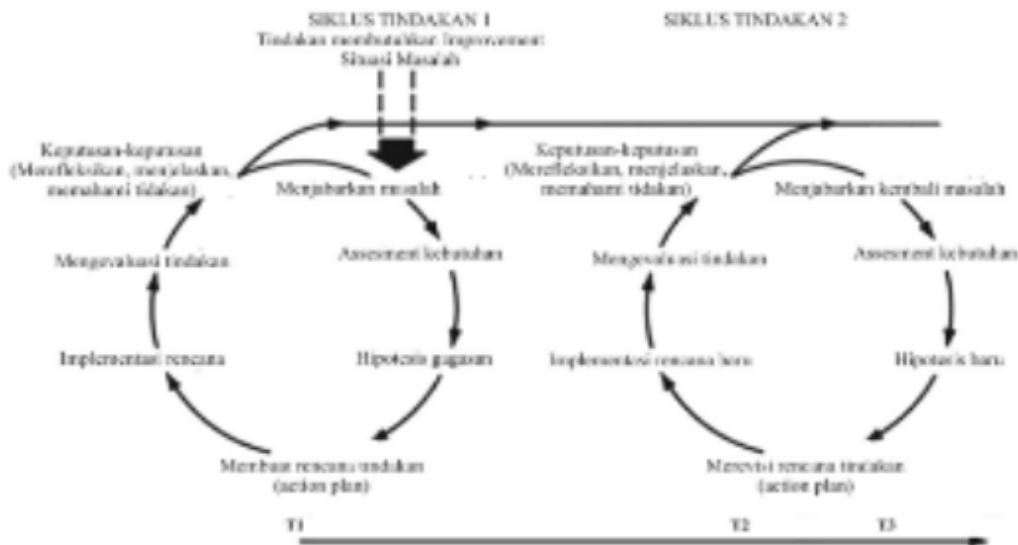 SIKLUS TINDAKAN 1
Tindakan membutuhkan Improvement
Situasi Masalah
Keputusan-keputusan
(Merefleksikan, menjelaskan,
memahami tidakan)
Menjabarkan masalah
Mengevaluasi tindakan
Assesment kebutuhan
Implementasi rencana
Hipotesis gagasan
Membuat rencana tindakan
(action plan)
SIKLUS TINDAKAN 2
Keputusan-keputusan
(Merefleksikan, menjelaskan,
memahami tidakan)
Menjabarkan kembali masalah
Mengevaluasi tindakan
Assesment kebutuhan
Implementasi rencana baru
Hipotesis baru
Merevisi rencana tindakan
(action plan)
T1
T2
T3